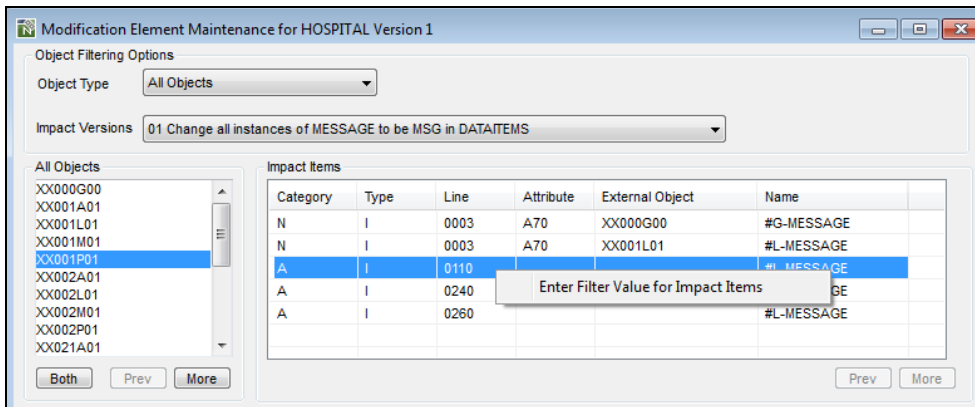 Modification Element Maintenance for HOSPITAL Version 1
Object Filtering Options
Object Type All Objects
Impact Versions 01 Change all instances of MESSAGE to be MSG in DATAITEMS
All Objects
XX000G00
XX001A01
XX001L01
XX001M01
XX001P01
XX002A01
XX002L01
XX002M01
XX002P01
XX021A01
Both Prev More
Impact Items
Category Type Line Attribute External Object Name
N I 0003 A70 XX000G00 #G-MESSAGE
N I 0003 A70 XX001L01 #L-MESSAGE
A I 0110 #L-MESSAGE
A I 0240 GE
A I 0260 #L-MESSAGE
Enter Filter Value for Impact Items
Prev More